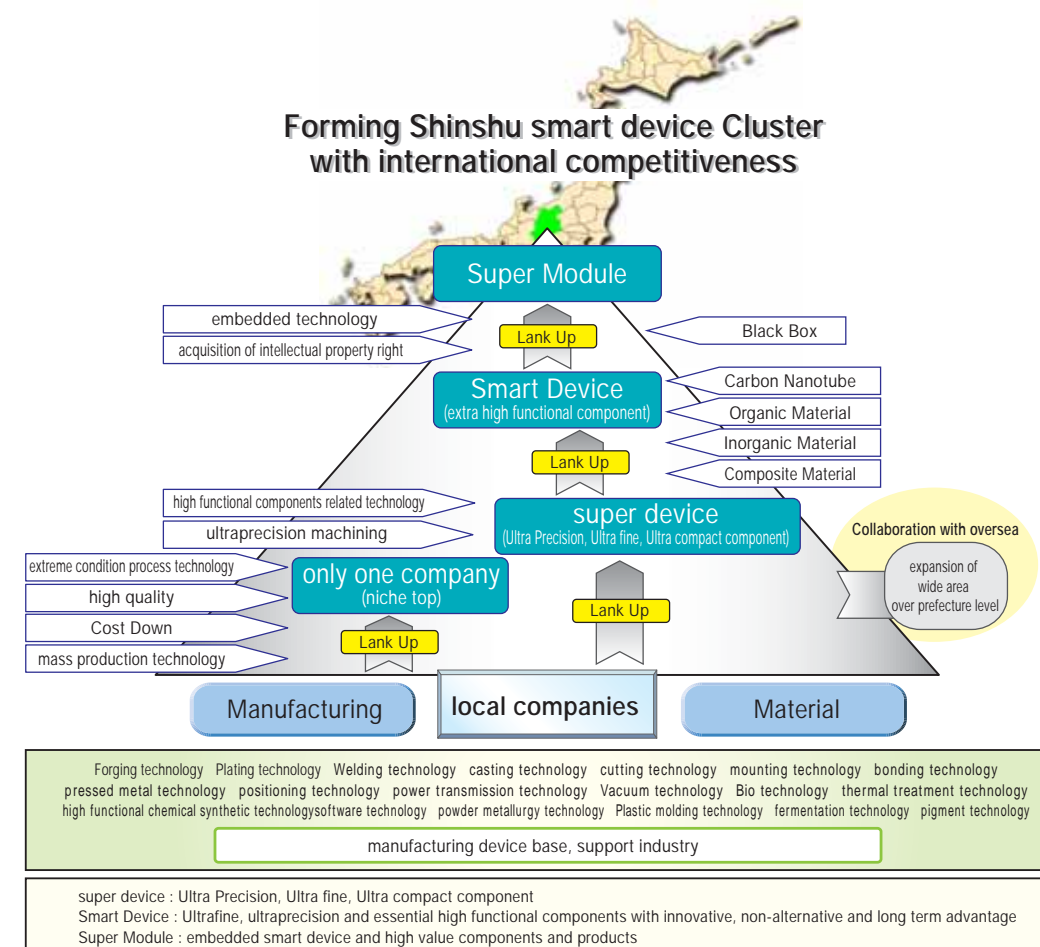 Forming Shinshu smart device Cluster
with international competitiveness
Super Module
embedded technology
acquisition of intellectual property right
Lank Up
Black Box
Smart Device
(extra high functional component)
Carbon Nanotube
Organic Material
Inorganic Material
Composite Material
Lank Up
high functional components related technology
ultraprecision machining
super device
(Ultra Precision, Ultra fine, Ultra compact component)
Collaboration with oversea
expansion of
wide area
over prefecture level
extreme condition process technology
high quality
Cost Down
mass production technology
only one company
(niche top)
Lank Up
Lank Up
Manufacturing
local companies
Material
Forging technology Plating technology Welding technology casting technology cutting technology mounting technology bonding technology
pressed metal technology positioning technology power transmission technology Vacuum technology Bio technology thermal treatment technology
high functional chemical synthetic technologysoftware technology powder metallurgy technology Plastic molding technology fermentation technology pigment technology
manufacturing device base, support industry
super device : Ultra Precision, Ultra fine, Ultra compact component
Smart Device : Ultrafine, ultraprecision and essential high functional components with innovative, non-alternative and long term advantage
Super Module : embedded smart device and high value components and products